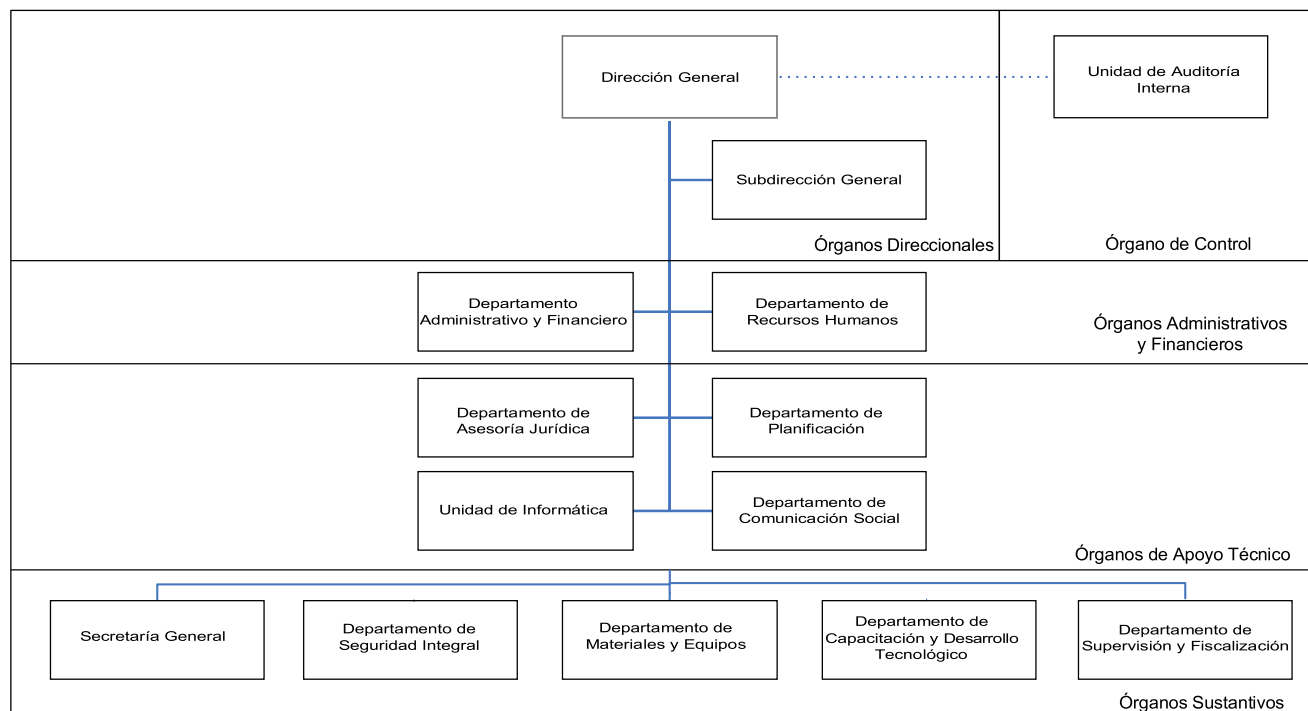 Dirección General
Unidad de Auditoría
Interna
Subdirección General
Órganos Direccionales
Órgano de Control
Departamento
Administrativo y Financiero
Departamento de
Recursos Humanos
Órganos Administrativos
y Financieros
Departamento de
Asesoría Jurídica
Departamento de
Planificación
Unidad de Informática
Departamento de
Comunicación Social
Órganos de Apoyo Técnico
Secretaría General
Departamento de
Seguridad Integral
Departamento de
Materiales y Equipos
Departamento de
Capacitación y Desarrollo
Tecnológico
Departamento de
Supervisión y Fiscalización
Órganos Sustantivos